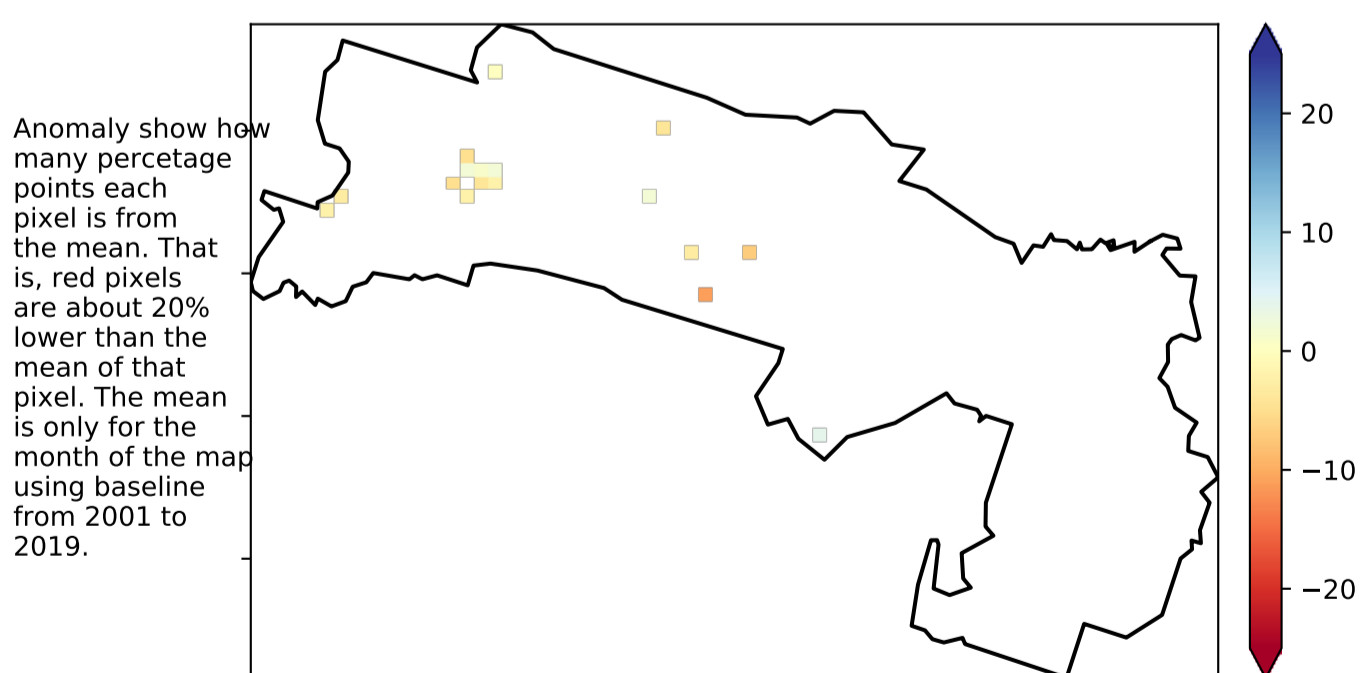 Anomaly show how
many percetage
points each
pixel is from
the mean. That
is, red pixels
are about 20%
lower than the
mean of that
pixel. The mean
is only for the
month of the map
using baseline
from 2001 to
2019.
20
10
0
−10
−20